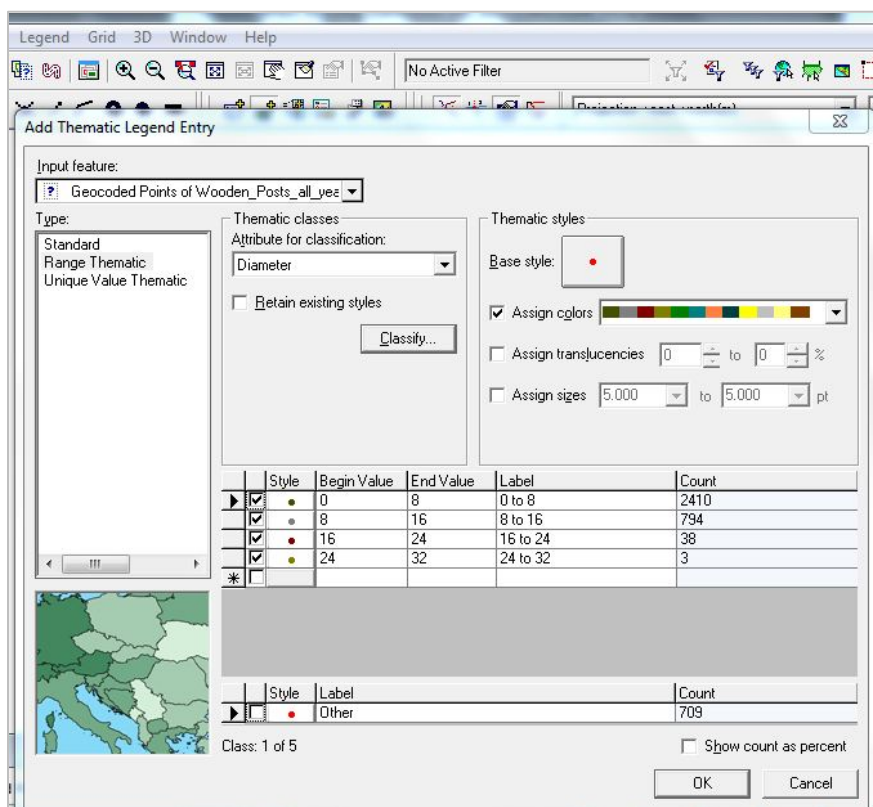 Legend Grid 3D Window Help
No Active Filter
Add Thematic Legend Entry
Input feature:
? Geocoded Points of Wooden_Posts_all_yea
Type:
Standard
Range Thematic
Unique Value Thematic
Thematic classes
Attribute for classification:
Diameter
Retain existing styles
Classify...
Thematic styles
Base style:
Assign colors
Assign translucencies 0 to 0 %
Assign sizes 5.000 to 5.000 pt
Style Begin Value End Value Label Count
0 8 0 to 8 2410
8 16 8 to 16 794
16 24 16 to 24 38
24 32 24 to 32 3
Style Label Count
Other 709
Class: 1 of 5
Show count as percent
OK Cancel